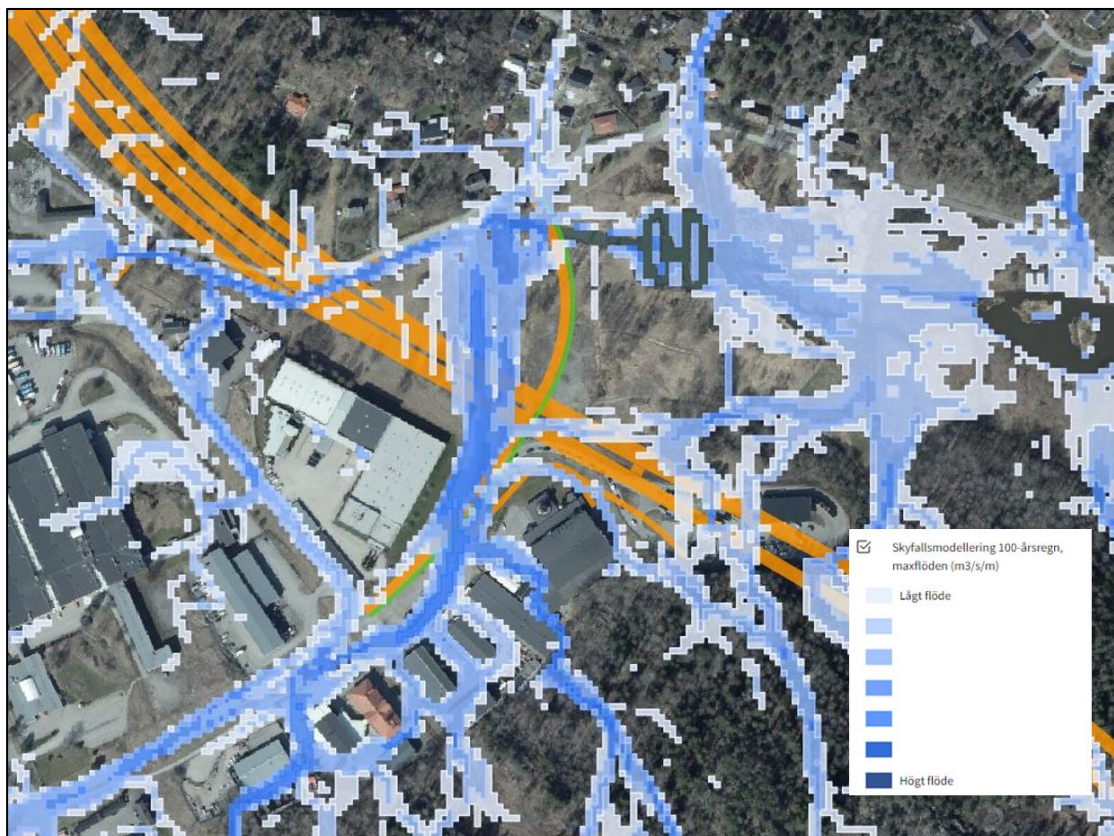 Skyfallsmodellering 100-årsregn,
maxflöden (m3/s/m)
Lågt flöde
Högt flöde